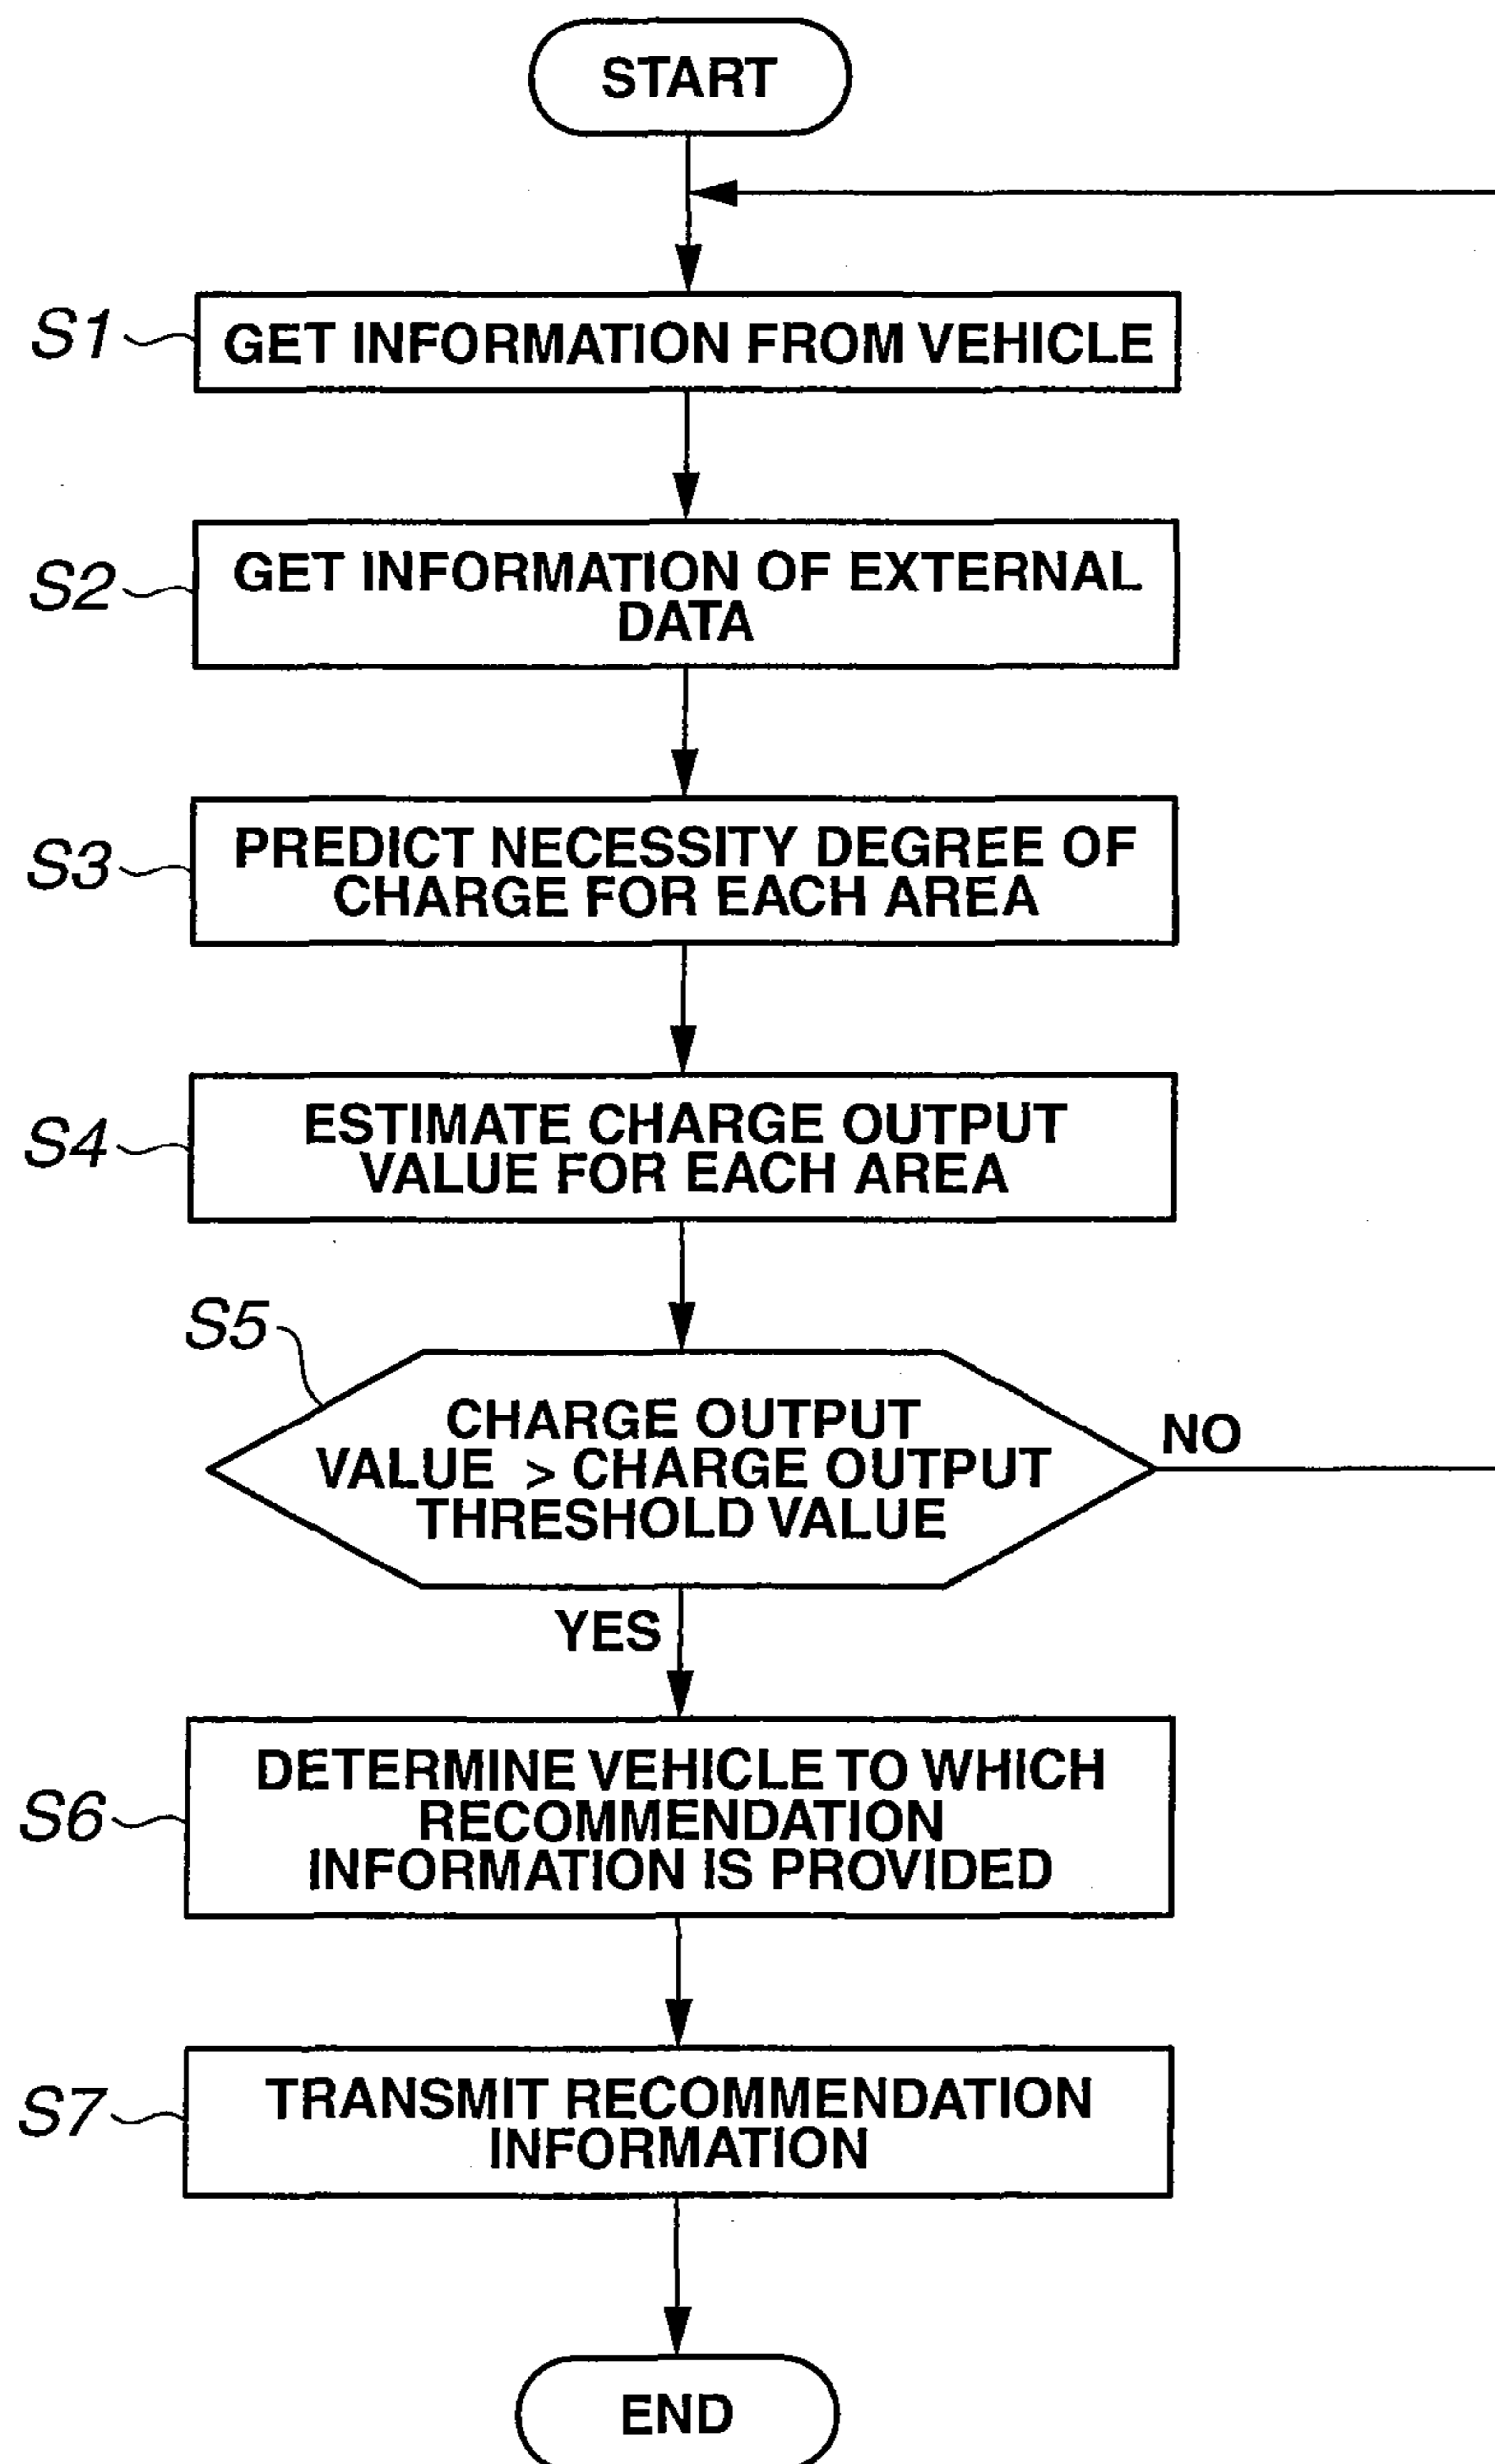 START
S1
GET INFORMATION FROM VEHICLE
S2
GET INFORMATION OF EXTERNAL
DATA
S3
PREDICT NECESSITY DEGREE OF
CHARGE FOR EACH AREA
S4
ESTIMATE CHARGE OUTPUT
VALUE FOR EACH AREA
S5
CHARGE OUTPUT
VALUE > CHARGE OUTPUT
THRESHOLD VALUE
NO
YES
S6
DETERMINE VEHICLE TO WHICH
RECOMMENDATION
INFORMATION IS PROVIDED
S7
TRANSMIT RECOMMENDATION
INFORMATION
END